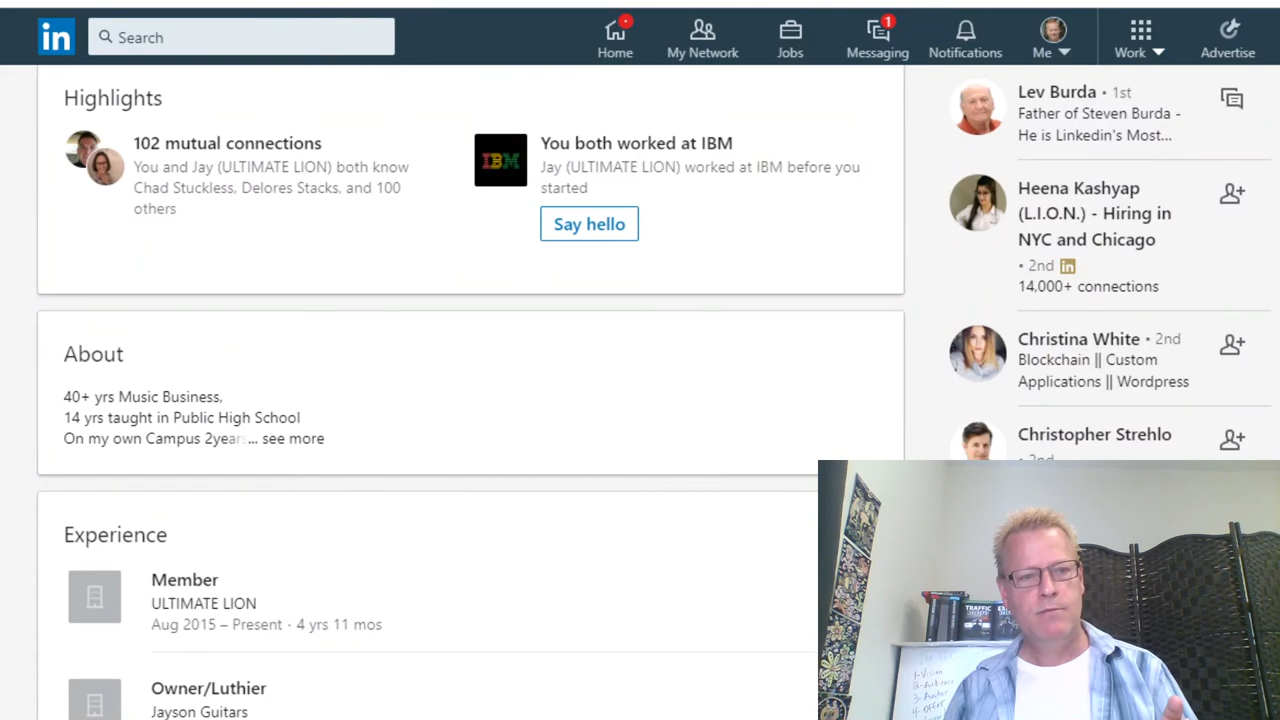 in
Search
Home
My Network
Jobs
1
Messaging
Notifications
Me
Work
Advertise
Highlights
102 mutual connections
You and Jay (ULTIMATE LION) both know
Chad Stuckless, Delores Stacks, and 100
others
IBM
You both worked at IBM
Jay (ULTIMATE LION) worked at IBM before you
started
Say hello
About
40+ yrs Music Business,
14 yrs taught in Public High School
On my own Campus 2years... see more
Experience
Member
ULTIMATE LION
Aug 2015 – Present · 4 yrs 11 mos
Owner/Luthier
Jayson Guitars
Lev Burda • 1st
Father of Steven Burda -
He is Linkedin's Most...
Heena Kashyap
(L.I.O.N.) - Hiring in
NYC and Chicago
• 2nd in
14,000+ connections
Christina White • 2nd
Blockchain || Custom
Applications || Wordpress
Christopher Strehlo
TRAFFIC
1-Vision